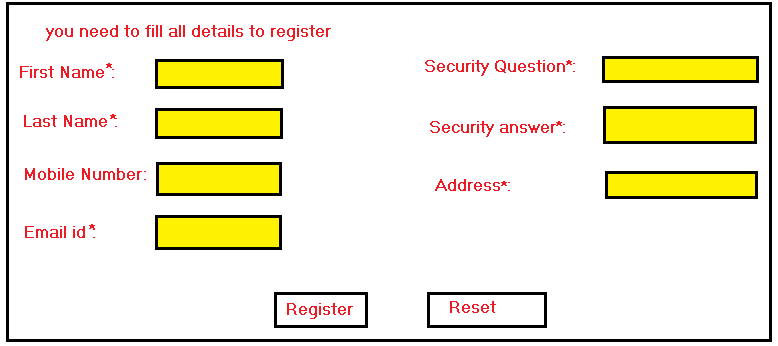 you need to fill all details to register
First Name*:
Last Name*:
Mobile Number:
Email id*:
Security Question*:
Security answer*:
Address*:
Register
Reset